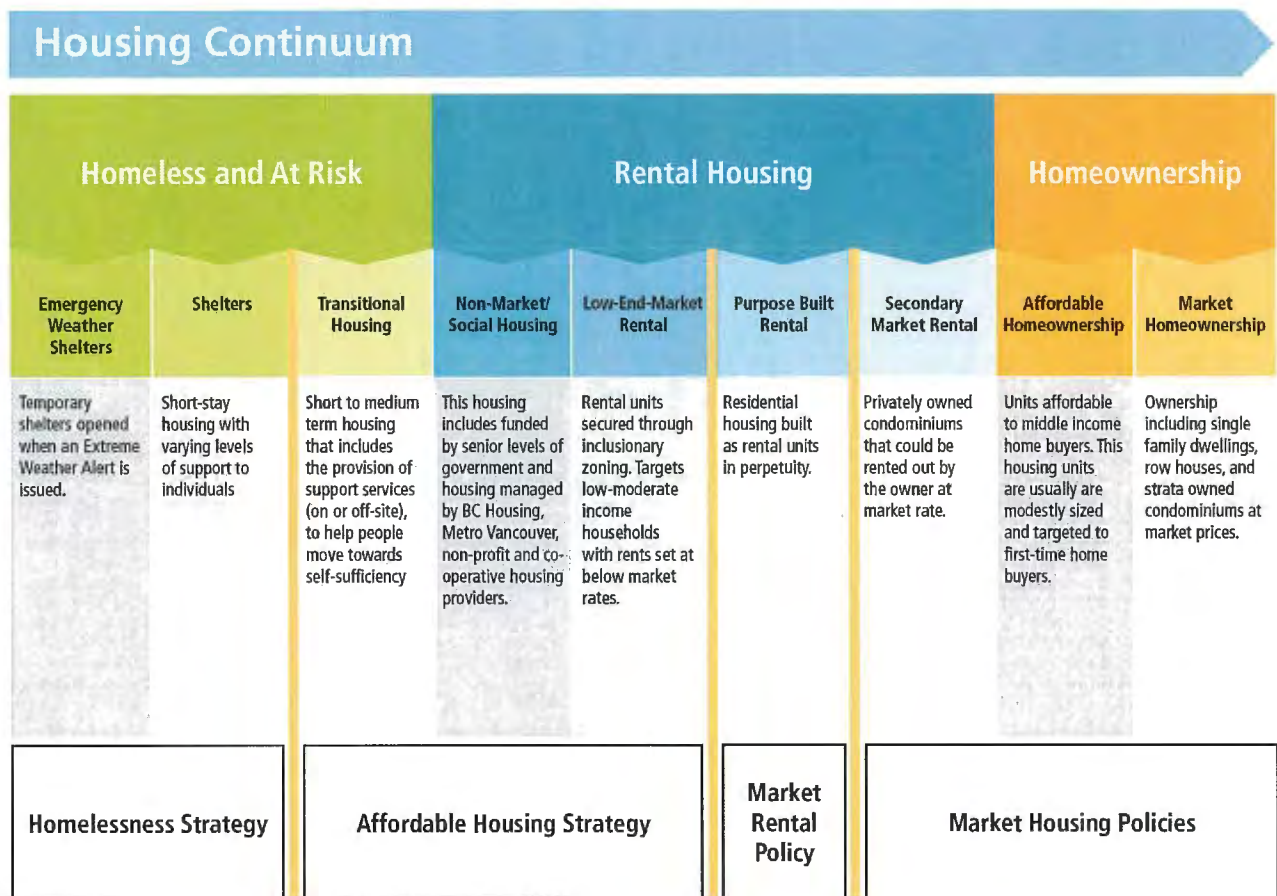 Housing Continuum
Homeless and At Risk
Rental Housing
Homeownership
Emergency
Weather
Shelters
Shelters
Transitional
Housing
Non-Market/
Social Housing
Low-End-Market
Rental
Purpose Built
Rental
Secondary
Market Rental
Affordable
Homeownership
Market
Homeownership
Temporary
shelters opened
when an Extreme
Weather Alert is
issued.
Short-stay
housing with
varying levels
of support to
individuals
Short to medium
term housing
that includes
the provision of
support services
(on or off-site),
to help people
move towards
self-sufficiency
This housing
includes funded
by senior levels of
government and
housing managed
by BC Housing,
Metro Vancouver,
non-profit and co-
operative housing
providers.
Rental units
secured through
inclusionary
zoning. Targets
low-moderate
income
households
with rents set at
below market
rates.
Residential
housing built
as rental units
in perpetuity.
Privately owned
condominiums
that could be
rented out by
the owner at
market rate.
Units affordable
to middle income
home buyers. This
housing units
are usually are
modestly sized
and targeted to
first-time home
buyers.
Ownership
including single
family dwellings,
row houses, and
strata owned
condominiums at
market prices.
Homelessness Strategy
Affordable Housing Strategy
Market
Rental
Policy
Market Housing Policies